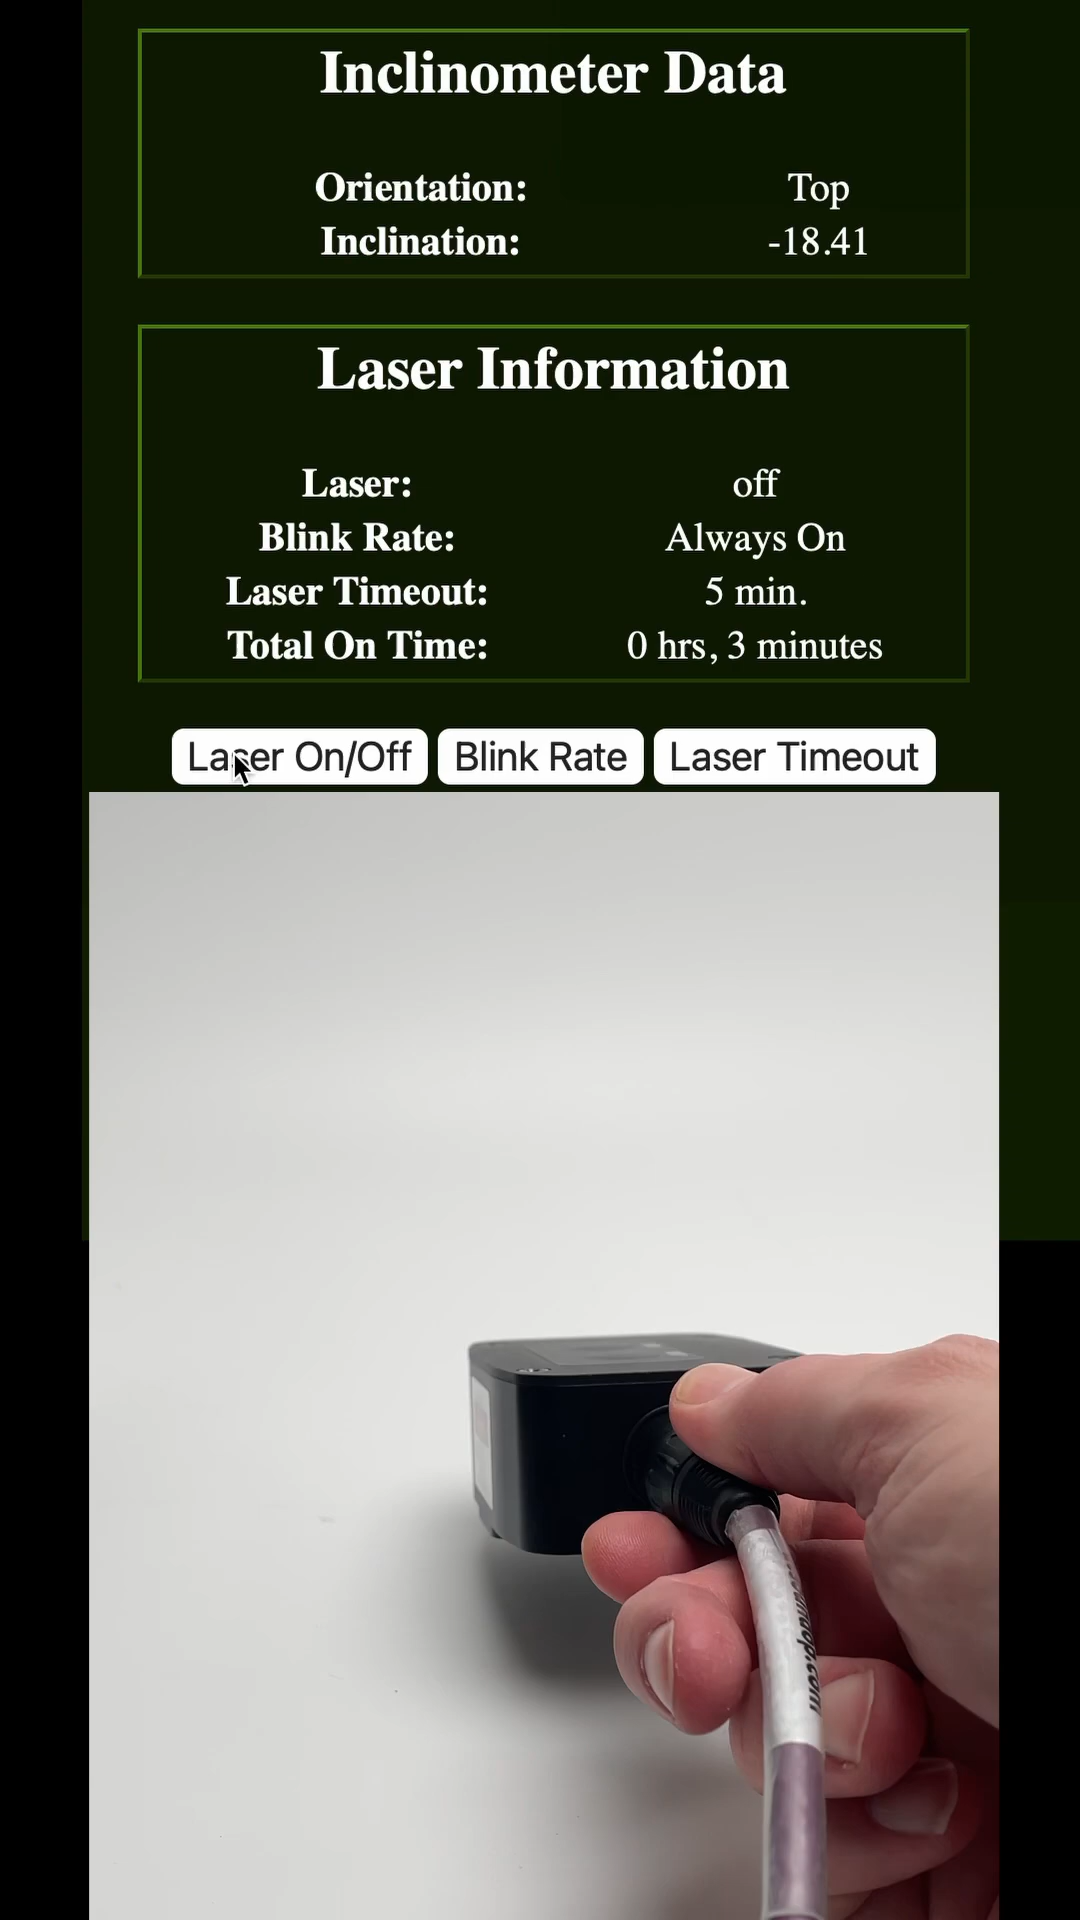 Inclinometer Data
Orientation: Top
Inclination: -18.41
Laser Information
Laser: off
Blink Rate: Always On
Laser Timeout: 5 min.
Total On Time: 0 hrs, 3 minutes
Laser On/Off Blink Rate Laser Timeout